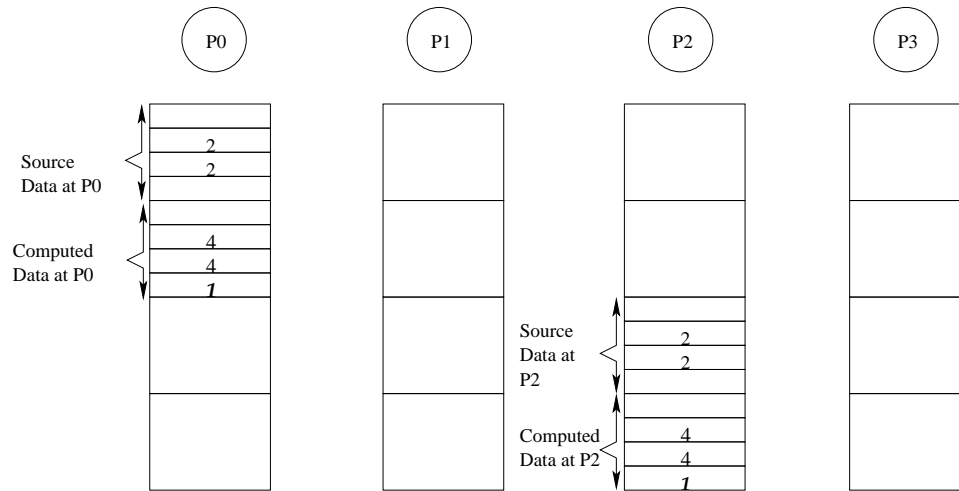 P0
P1
P2
P3
2
2
Source
Data at P0
4
4
1
Computed
Data at P0
Source
Data at
P2
2
2
Computed
Data at P2
4
4
1